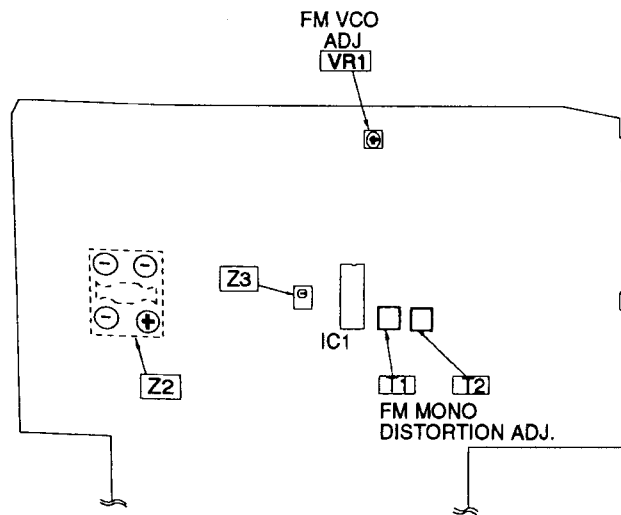 FM VCO
ADJ
VR1
Z3
IC1
Z2
T1 T2
FM MONO
DISTORTION ADJ.